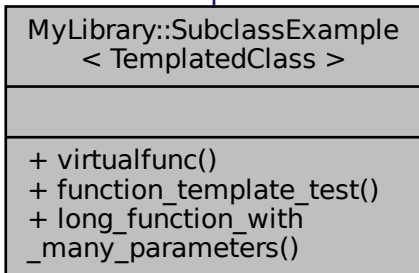 MyLibrary::SubclassExample
< TemplatedClass >
+ virtualfunc()
+ function_template_test()
+ long_function_with
_many_parameters()